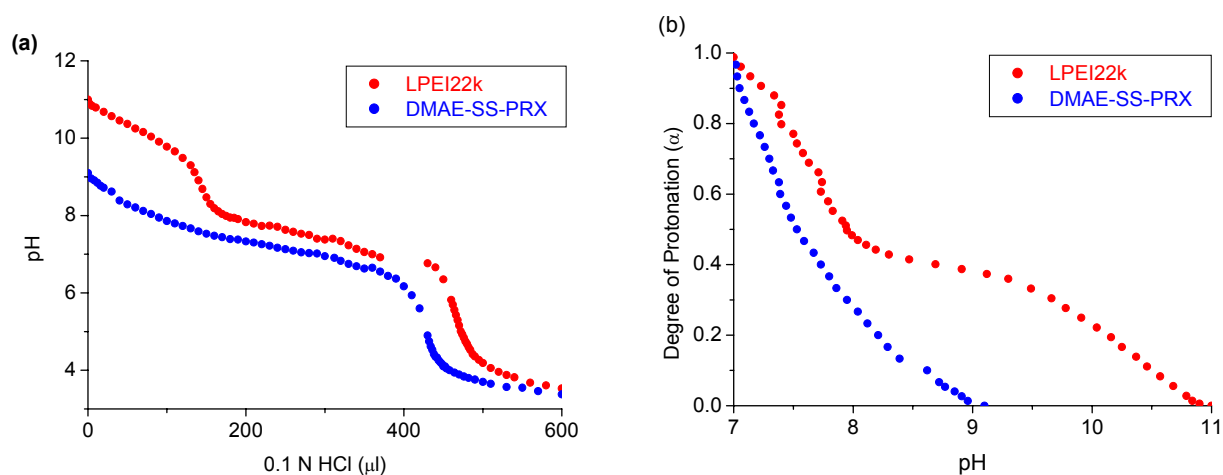 (a)
12
10
8
6
4
pH
LPEI22k
DMAE-SS-PRX
0
200
400
600
0.1 N HCl (μl)
(b)
1.0
0.8
0.6
0.4
0.2
0.0
Degree of Protonation (α)
LPEI22k
DMAE-SS-PRX
7
8
9
10
11
pH